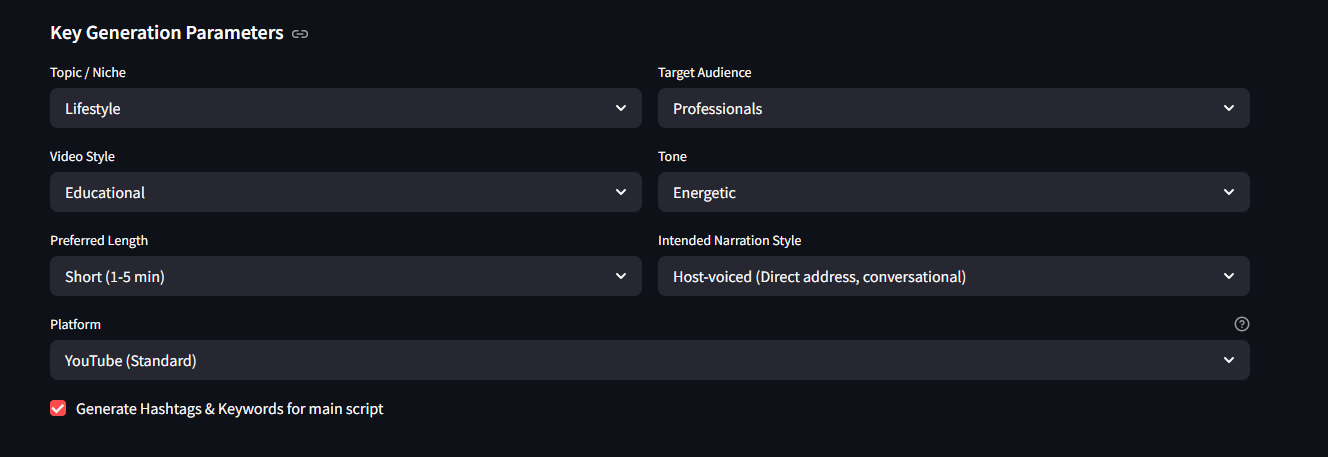 Key Generation Parameters
Topic / Niche
Target Audience
Lifestyle
Professionals
Video Style
Tone
Educational
Energetic
Preferred Length
Intended Narration Style
Short (1-5 min)
Host-voiced (Direct address, conversational)
Platform
YouTube (Standard)
Generate Hashtags & Keywords for main script